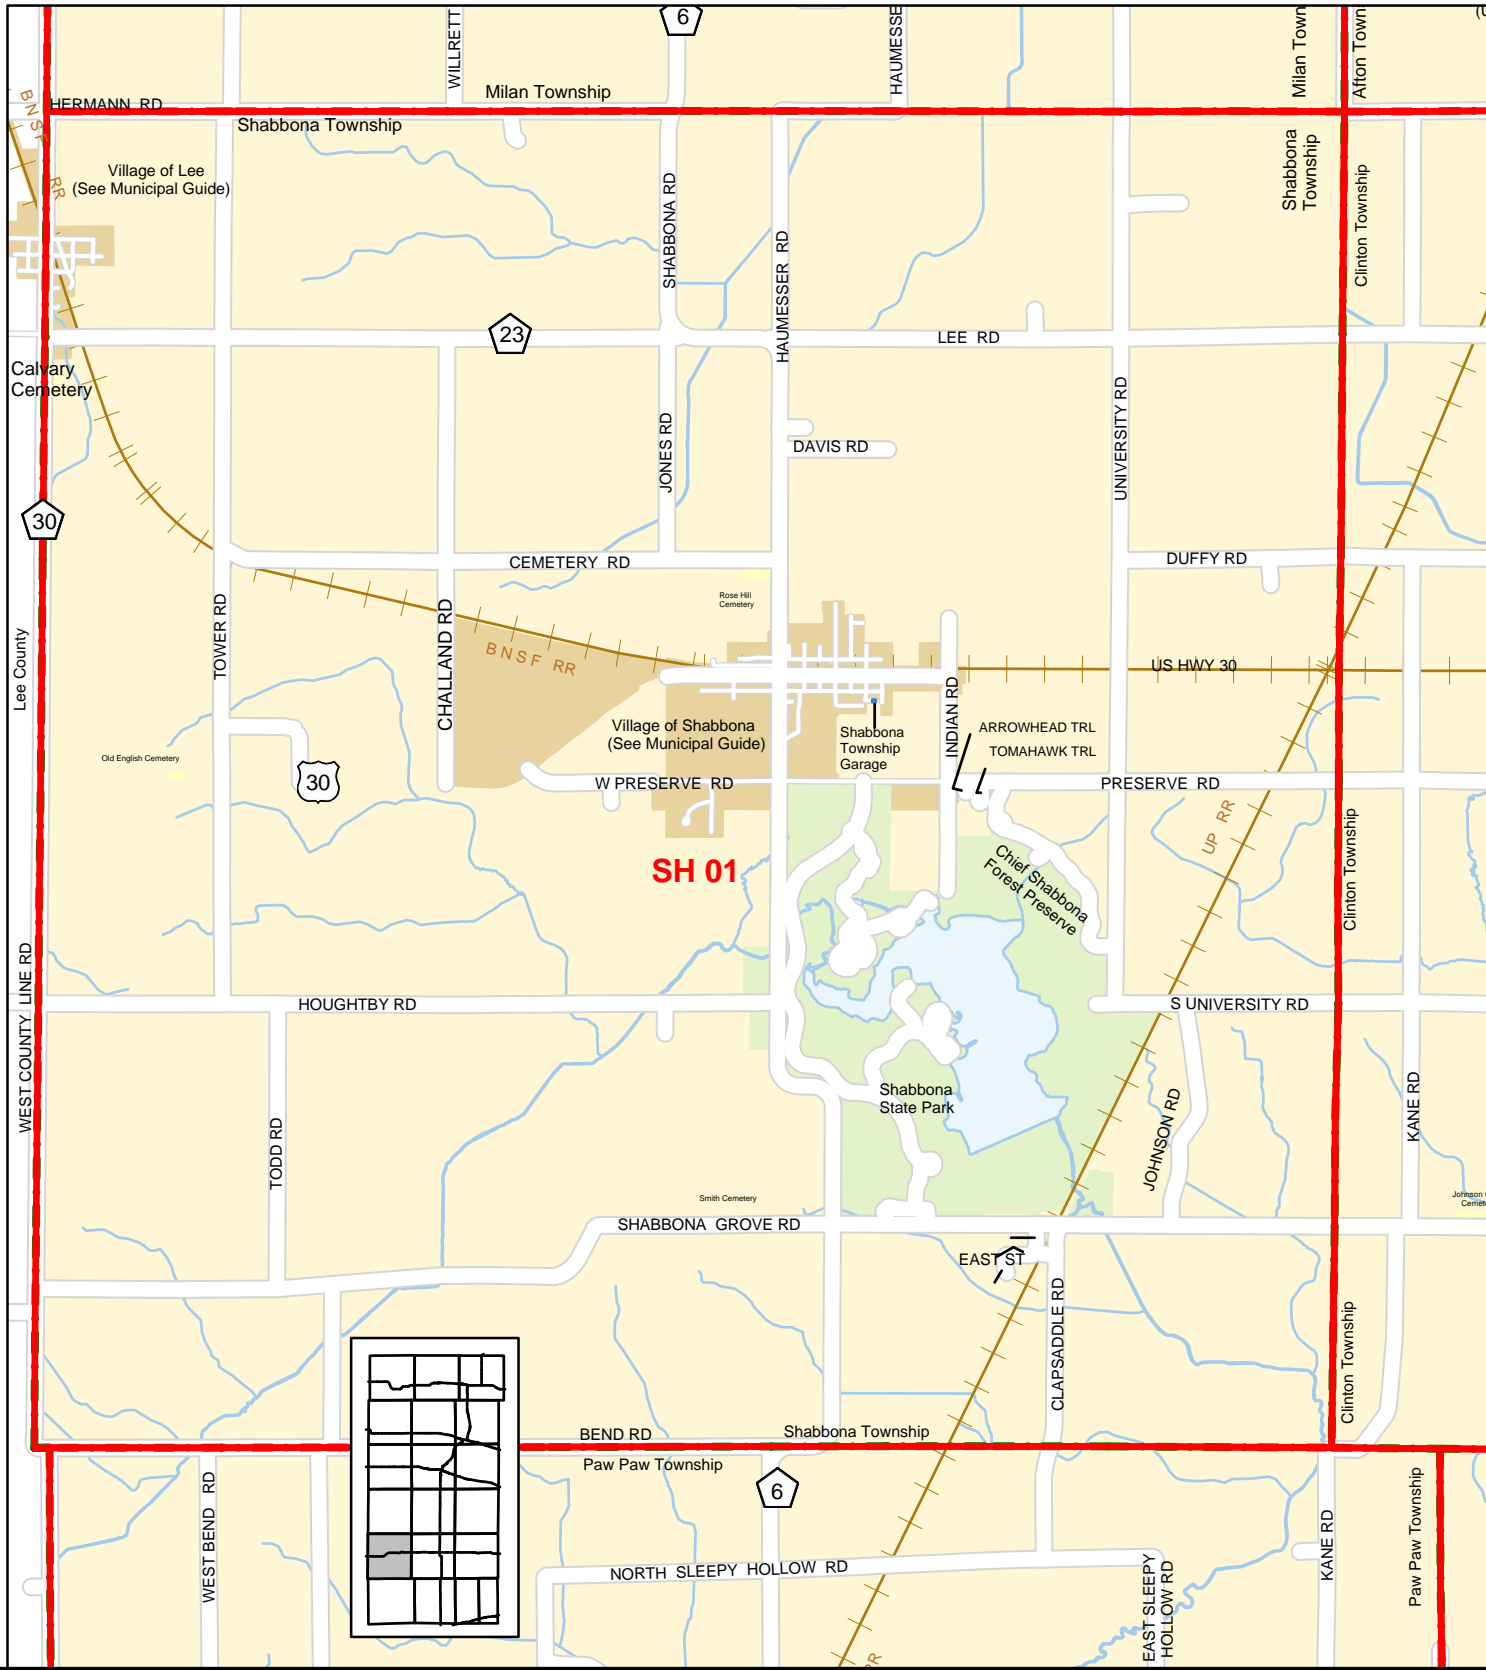 6
(U
WILLRETT
HAUMESSE
Milan Town
Afton Town
Milan Township
HERMANN RD
BNSF RR
Shabbona Township
Village of Lee
(See Municipal Guide)
Shabbona
Township
Clinton Township
SHABBONA RD
HAUMESSER RD
23
LEE RD
Calvary
Cemetery
UNIVERSITY RD
JONES RD
DAVIS RD
30
CEMETERY RD
DUFFY RD
Rose Hill
Cemetery
TOWER RD
CHALLAND RD
Lee County
BNSF RR
US HWY 30
INDIAN RD
Village of Shabbona
(See Municipal Guide)
Shabbona
Township
Garage
ARROWHEAD TRL
TOMAHAWK TRL
Old English Cemetery
30
W PRESERVE RD
PRESERVE RD
UP RR
SH 01
Chief Shabbona
Forest Preserve
Clinton Township
WEST COUNTY LINE RD
HOUGHTBY RD
S UNIVERSITY RD
Shabbona
State Park
JOHNSON RD
KANE RD
TODD RD
Smith Cemetery
Johnson
Cemet
SHABBONA GROVE RD
EAST ST
CLAPSADDLE RD
Clinton Township
BEND RD
Shabbona Township
Paw Paw Township
6
WEST BEND RD
NORTH SLEEPY HOLLOW RD
EAST SLEEPY
HOLLOW RD
KANE RD
Paw Paw Township
RR